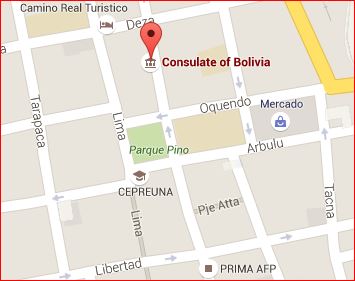 Camino Real Turistico
Deza
Consulate of Bolivia
Tarapaca
Lima
Oquendo
Mercado
Parque Pino
Arbulu
CEPREUNA
Lima
Pje Atta
Tacna
Libertad
PRIMA AFP